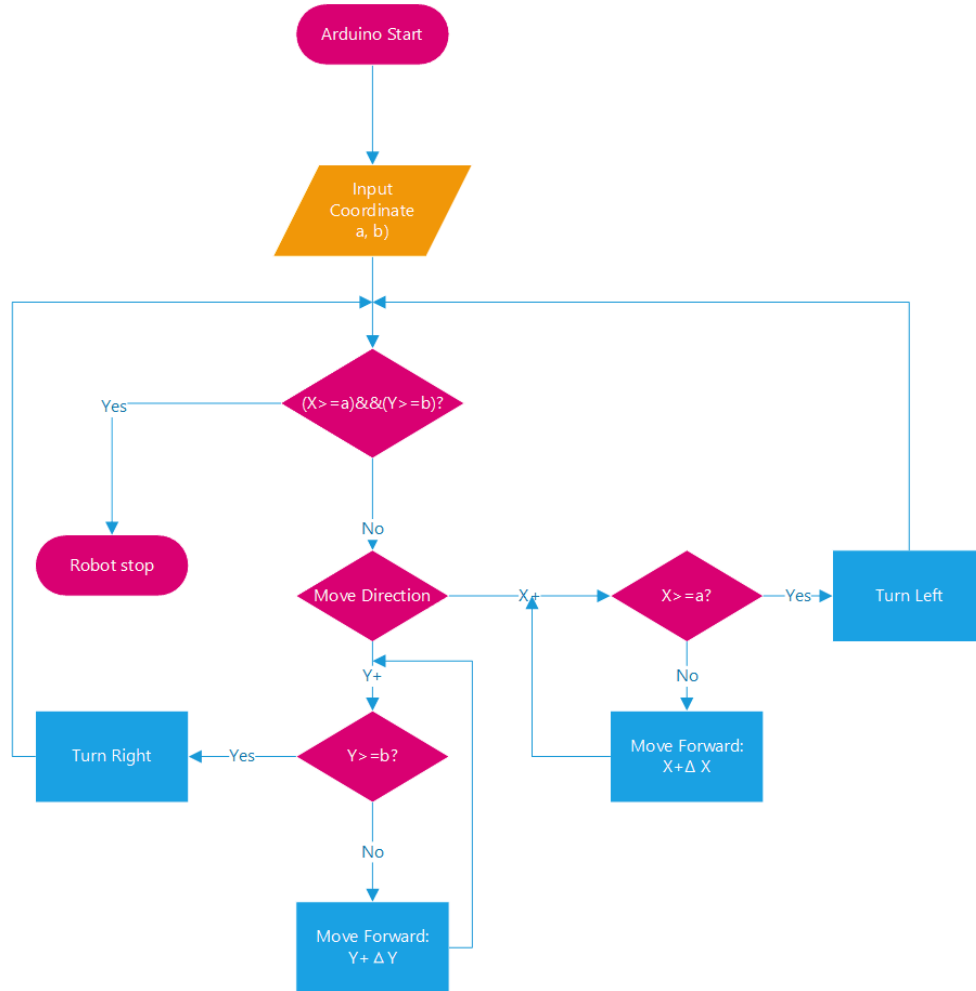 Arduino Start
Input
Coordinate
a, b)
(X>=a)&&(Y>=b)?
Yes
No
Robot stop
Move Direction
X+
X>=a?
Yes
Turn Left
Y+
No
Turn Right
Yes
Y>=b?
Move Forward:
X+Δ X
No
Move Forward:
Y+ Δ Y